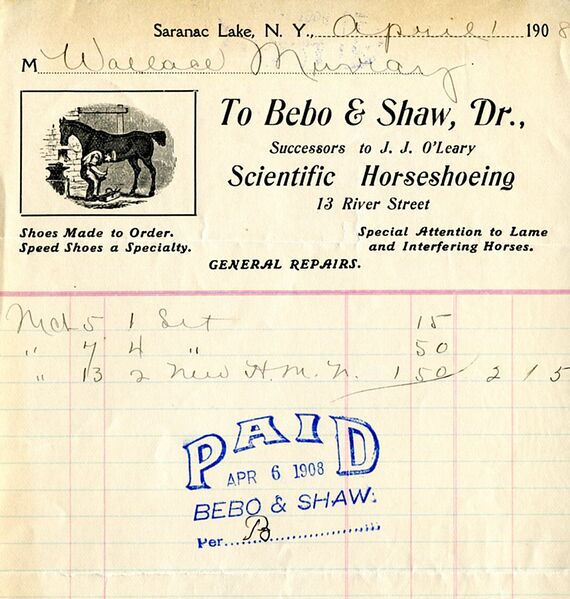 Saranac Lake, N. Y., April 1 1908
M Wallace Murray
To Bebo & Shaw, Dr.,
Successors to J. J. O'Leary
Scientific Horseshoeing
13 River Street
Shoes Made to Order.
Speed Shoes a Specialty.
Special Attention to Lame
and Interfering Horses.
GENERAL REPAIRS.
Mch 5 1 Set 15
" 7 4 " 50
" 13 2 New H. M. N. 1 50 2 15
PAID
APR 6 1908
BEBO & SHAW:
Per B